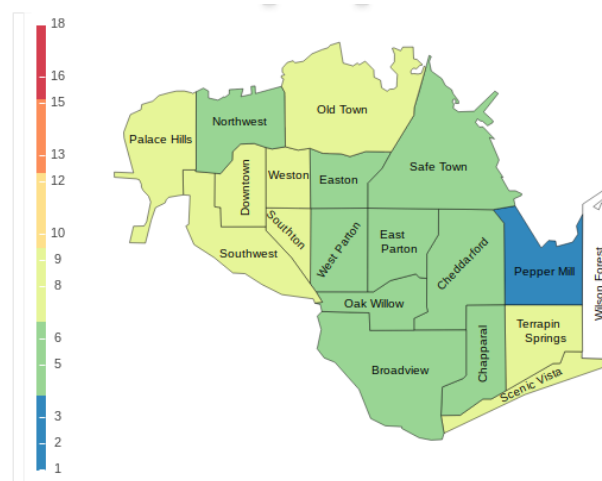 18
16
15
13
12
10
9
8
6
5
3
2
1
Old Town
Northwest
Palace Hills
Safe Town
Weston
Easton
Downtown
Southton
Southwest
West Parton
East
Parton
Cheddarford
Pepper Mill
Wilson Forest
Oak Willow
Terrapin
Springs
Chapparal
Broadview
Scenic Vista